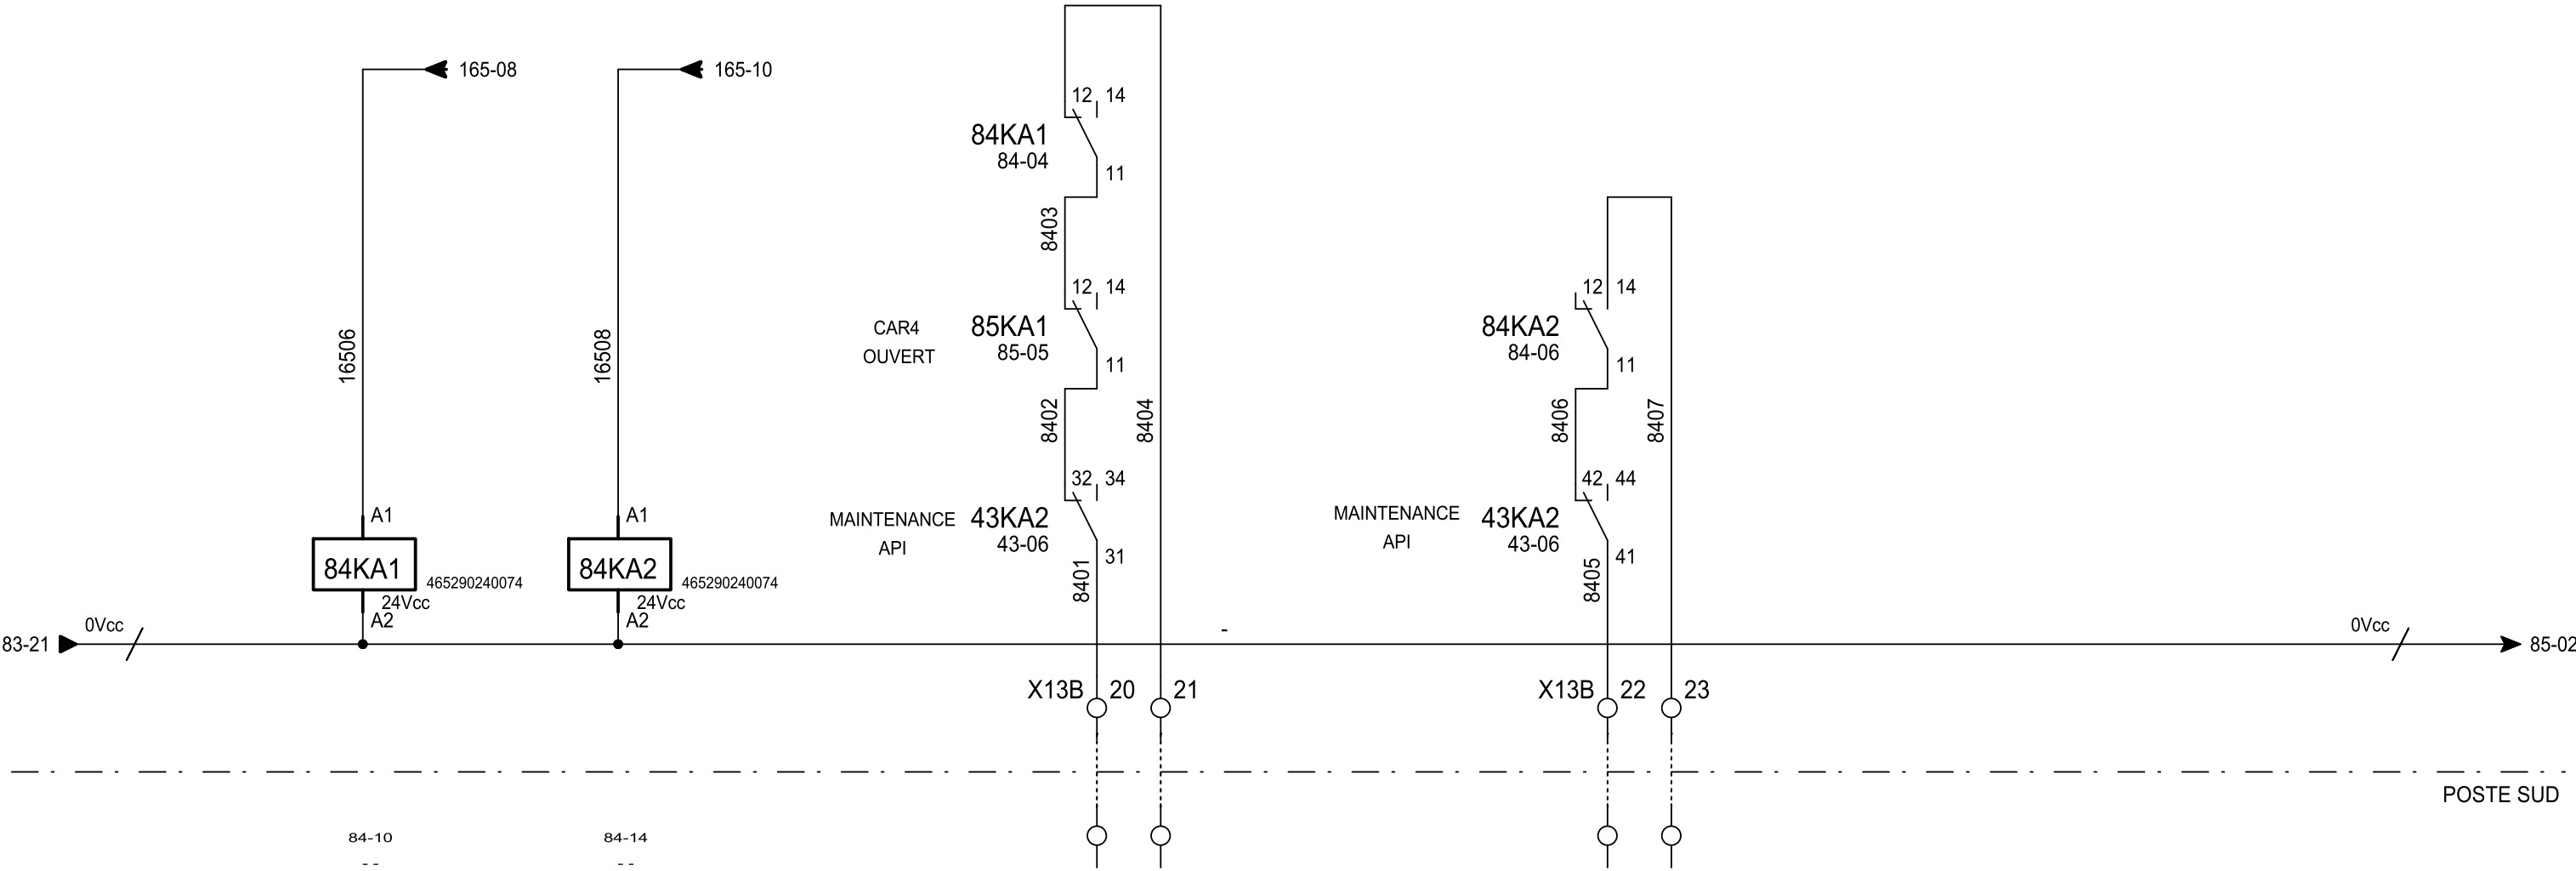 165-08
165-10
12 14
84KA1
84-04
11
8403
12 14
CAR4
OUVERT
85KA1
85-05
11
12 14
84KA2
84-06
11
16506
16508
8402
8404
8406
8407
32 34
MAINTENANCE
API
43KA2
43-06
31
8401
42 44
MAINTENANCE
API
43KA2
43-06
41
8405
A1
84KA1
465290240074
24Vcc
A2
A1
84KA2
465290240074
24Vcc
A2
83-21
0Vcc
-
0Vcc
85-02
X13B 20 21
X13B 22 23
POSTE SUD
84-10
--
84-14
--